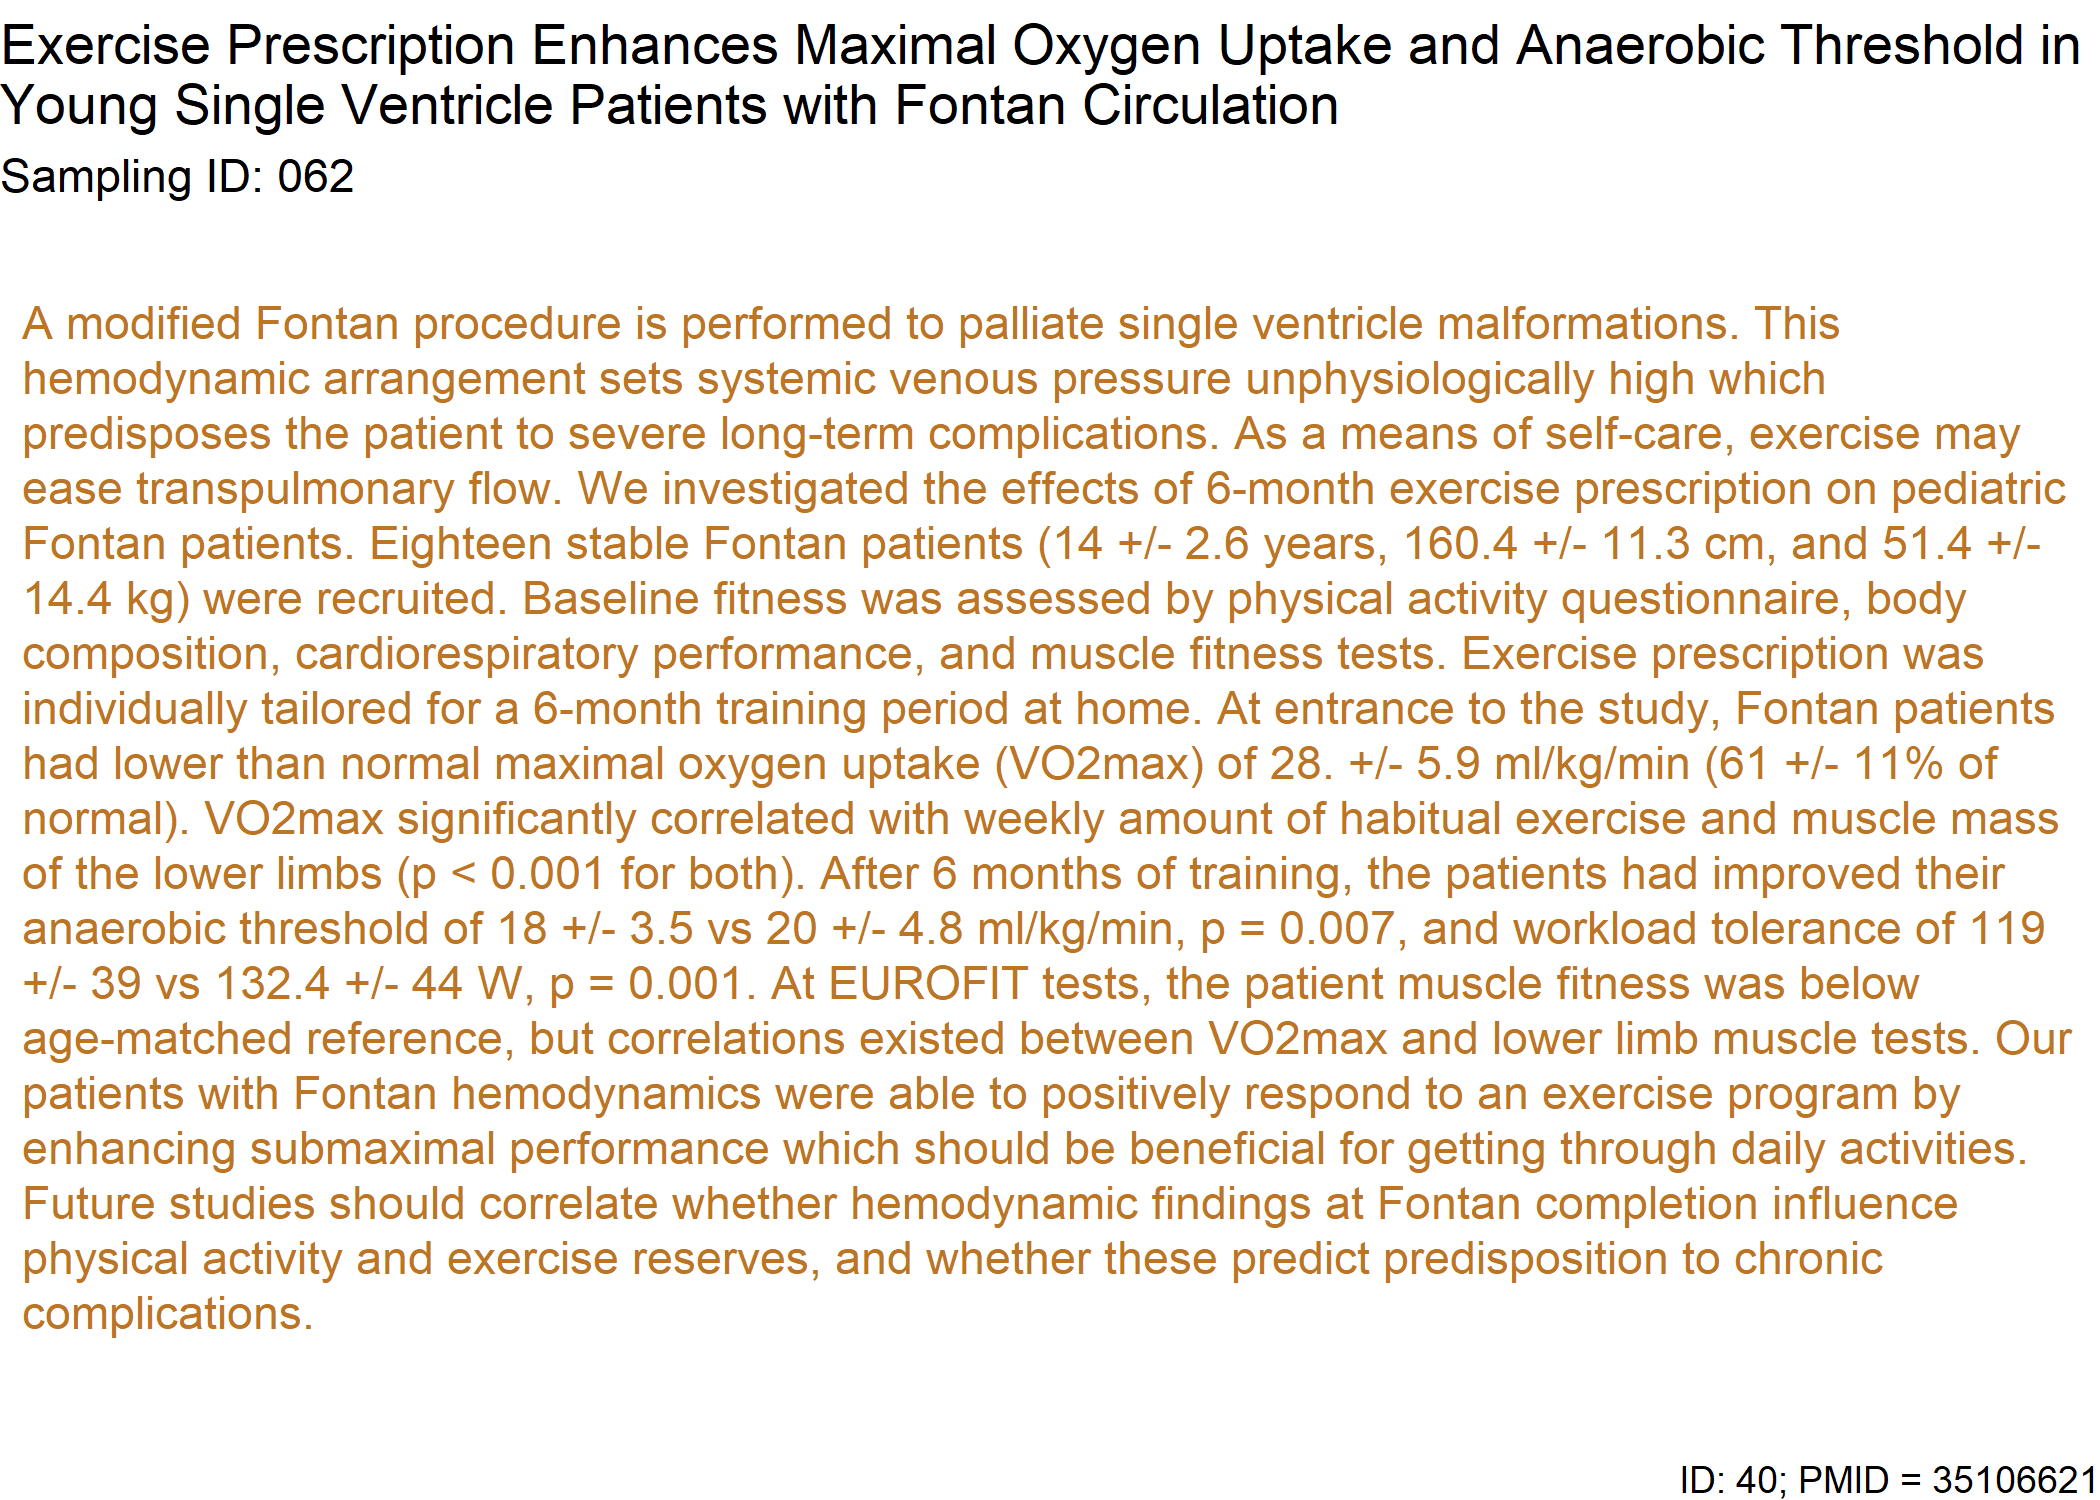 Exercise Prescription Enhances Maximal Oxygen Uptake and Anaerobic Threshold in
Young Single Ventricle Patients with Fontan Circulation
Sampling ID: 062
A modified Fontan procedure is performed to palliate single ventricle malformations. This
hemodynamic arrangement sets systemic venous pressure unphysiologically high which
predisposes the patient to severe long-term complications. As a means of self-care, exercise may
ease transpulmonary flow. We investigated the effects of 6-month exercise prescription on pediatric
Fontan patients. Eighteen stable Fontan patients (14 +/- 2.6 years, 160.4 +/- 11.3 cm, and 51.4 +/-
14.4 kg) were recruited. Baseline fitness was assessed by physical activity questionnaire, body
composition, cardiorespiratory performance, and muscle fitness tests. Exercise prescription was
individually tailored for a 6-month training period at home. At entrance to the study, Fontan patients
had lower than normal maximal oxygen uptake (VO2max) of 28. +/- 5.9 ml/kg/min (61 +/- 11% of
normal). VO2max significantly correlated with weekly amount of habitual exercise and muscle mass
of the lower limbs (p < 0.001 for both). After 6 months of training, the patients had improved their
anaerobic threshold of 18 +/- 3.5 vs 20 +/- 4.8 ml/kg/min, p = 0.007, and workload tolerance of 119
+/- 39 vs 132.4 +/- 44 W, p = 0.001. At EUROFIT tests, the patient muscle fitness was below
age-matched reference, but correlations existed between VO2max and lower limb muscle tests. Our
patients with Fontan hemodynamics were able to positively respond to an exercise program by
enhancing submaximal performance which should be beneficial for getting through daily activities.
Future studies should correlate whether hemodynamic findings at Fontan completion influence
physical activity and exercise reserves, and whether these predict predisposition to chronic
complications.
ID: 40; PMID = 35106621